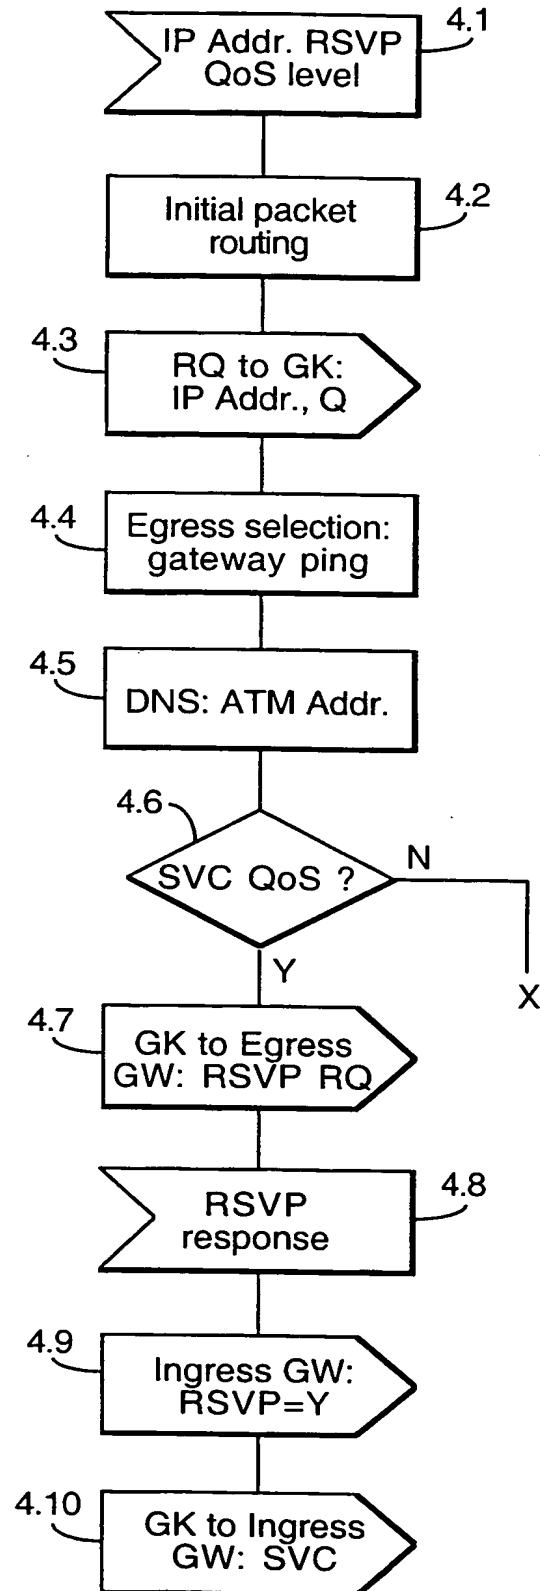 4.1
IP Addr. RSVP
QoS level
4.2
Initial packet
routing
4.3
RQ to GK:
IP Addr., Q
4.4
Egress selection:
gateway ping
4.5
DNS: ATM Addr.
4.6
SVC QoS ?
N
X
Y
4.7
GK to Egress
GW: RSVP RQ
4.8
RSVP
response
4.9
Ingress GW:
RSVP=Y
4.10
GK to Ingress
GW: SVC